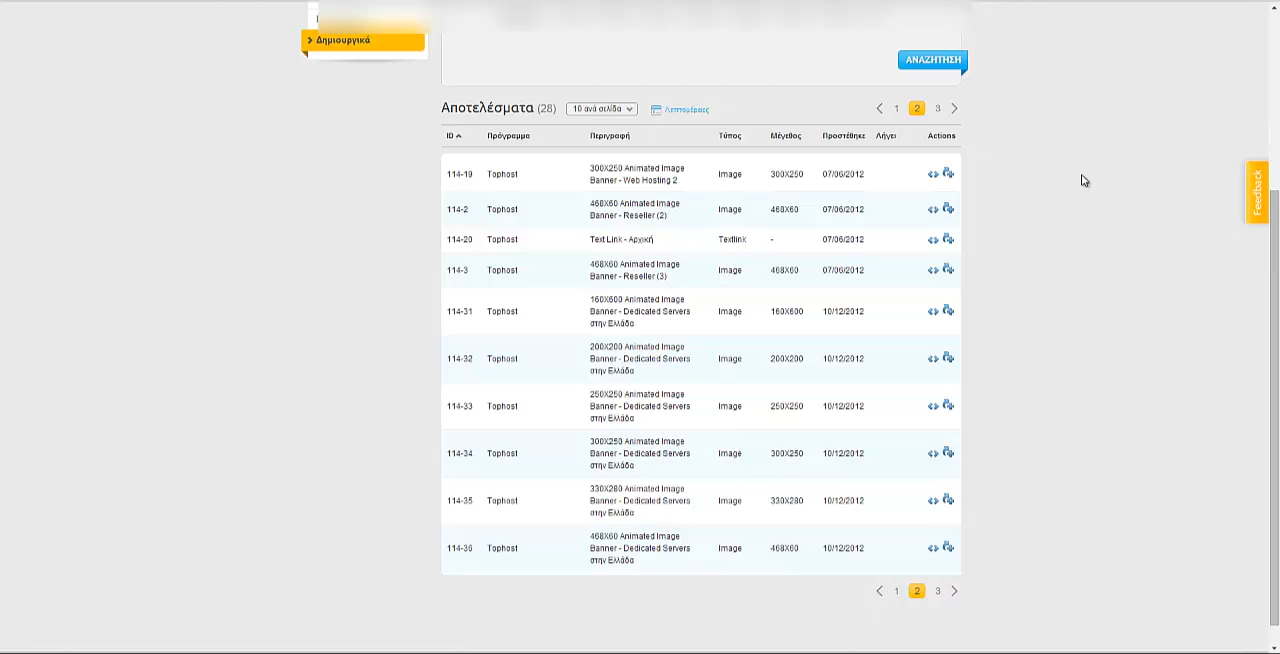 Δημιουργικά
ΑΝΑΖΗΤΗΣΗ
Αποτελέσματα (28) 10 ανά σελίδα Λεπτομέρειες 1 2 3
ID Πρόγραμμα Περιγραφή Τύπος Μέγεθος Προστέθηκε Λήγει Actions
114-19 Tophost 300X250 Animated Image Banner - Web Hosting 2 Image 300X250 07/06/2012
114-2 Tophost 468X60 Animated Image Banner - Reseller (2) Image 468X60 07/06/2012
114-20 Tophost Text Link - Αρχική Textlink - 07/06/2012
114-3 Tophost 468X60 Animated Image Banner - Reseller (3) Image 468X60 07/06/2012
114-31 Tophost 160X600 Animated Image Banner - Dedicated Servers στην Ελλάδα Image 160X600 10/12/2012
114-32 Tophost 200X200 Animated Image Banner - Dedicated Servers στην Ελλάδα Image 200X200 10/12/2012
114-33 Tophost 250X250 Animated Image Banner - Dedicated Servers στην Ελλάδα Image 250X250 10/12/2012
114-34 Tophost 300X250 Animated Image Banner - Dedicated Servers στην Ελλάδα Image 300X250 10/12/2012
114-35 Tophost 330X280 Animated Image Banner - Dedicated Servers στην Ελλάδα Image 330X280 10/12/2012
114-36 Tophost 468X60 Animated Image Banner - Dedicated Servers στην Ελλάδα Image 468X60 10/12/2012
1 2 3
Feedback